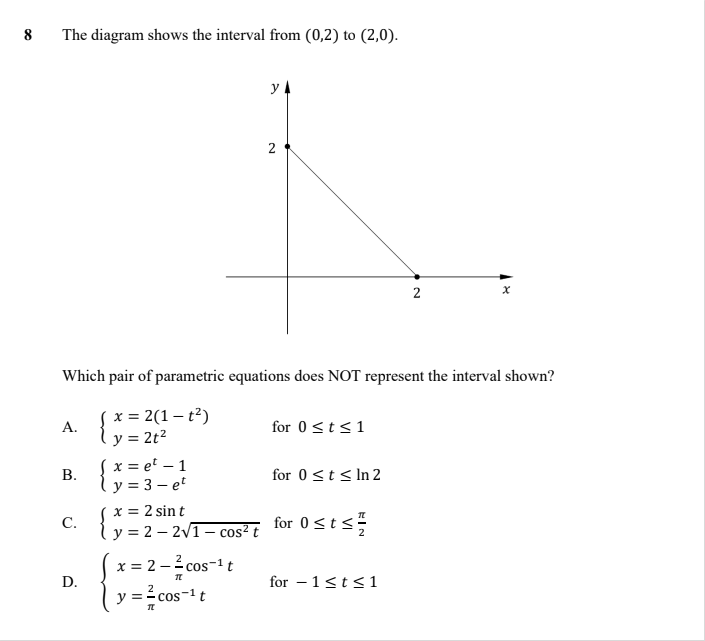 8 The diagram shows the interval from (0,2) to (2,0).
y
2
2
x
Which pair of parametric equations does NOT represent the interval shown?
A. { x = 2(1 − t²)
y = 2t² for 0 ≤ t ≤ 1
B. { x = eᵗ − 1
y = 3 − eᵗ for 0 ≤ t ≤ ln 2
C. { x = 2 sin t
y = 2 − 2√(1 − cos² t) for 0 ≤ t ≤ π/2
D. { x = 2 − 2/π cos⁻¹ t
y = 2/π cos⁻¹ t for − 1 ≤ t ≤ 1